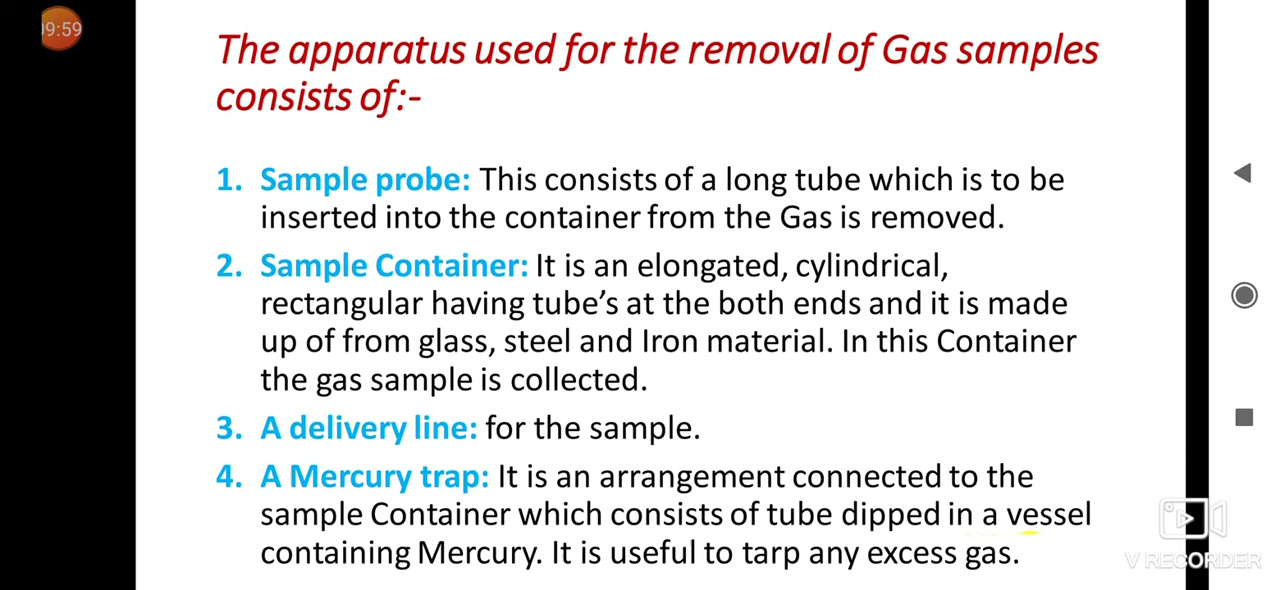 09:59
The apparatus used for the removal of Gas samples
consists of:-
1. Sample probe: This consists of a long tube which is to be
inserted into the container from the Gas is removed.
2. Sample Container: It is an elongated, cylindrical,
rectangular having tube’s at the both ends and it is made
up of from glass, steel and Iron material. In this Container
the gas sample is collected.
3. A delivery line: for the sample.
4. A Mercury trap: It is an arrangement connected to the
sample Container which consists of tube dipped in a vessel
containing Mercury. It is useful to tarp any excess gas.
V RECORDER